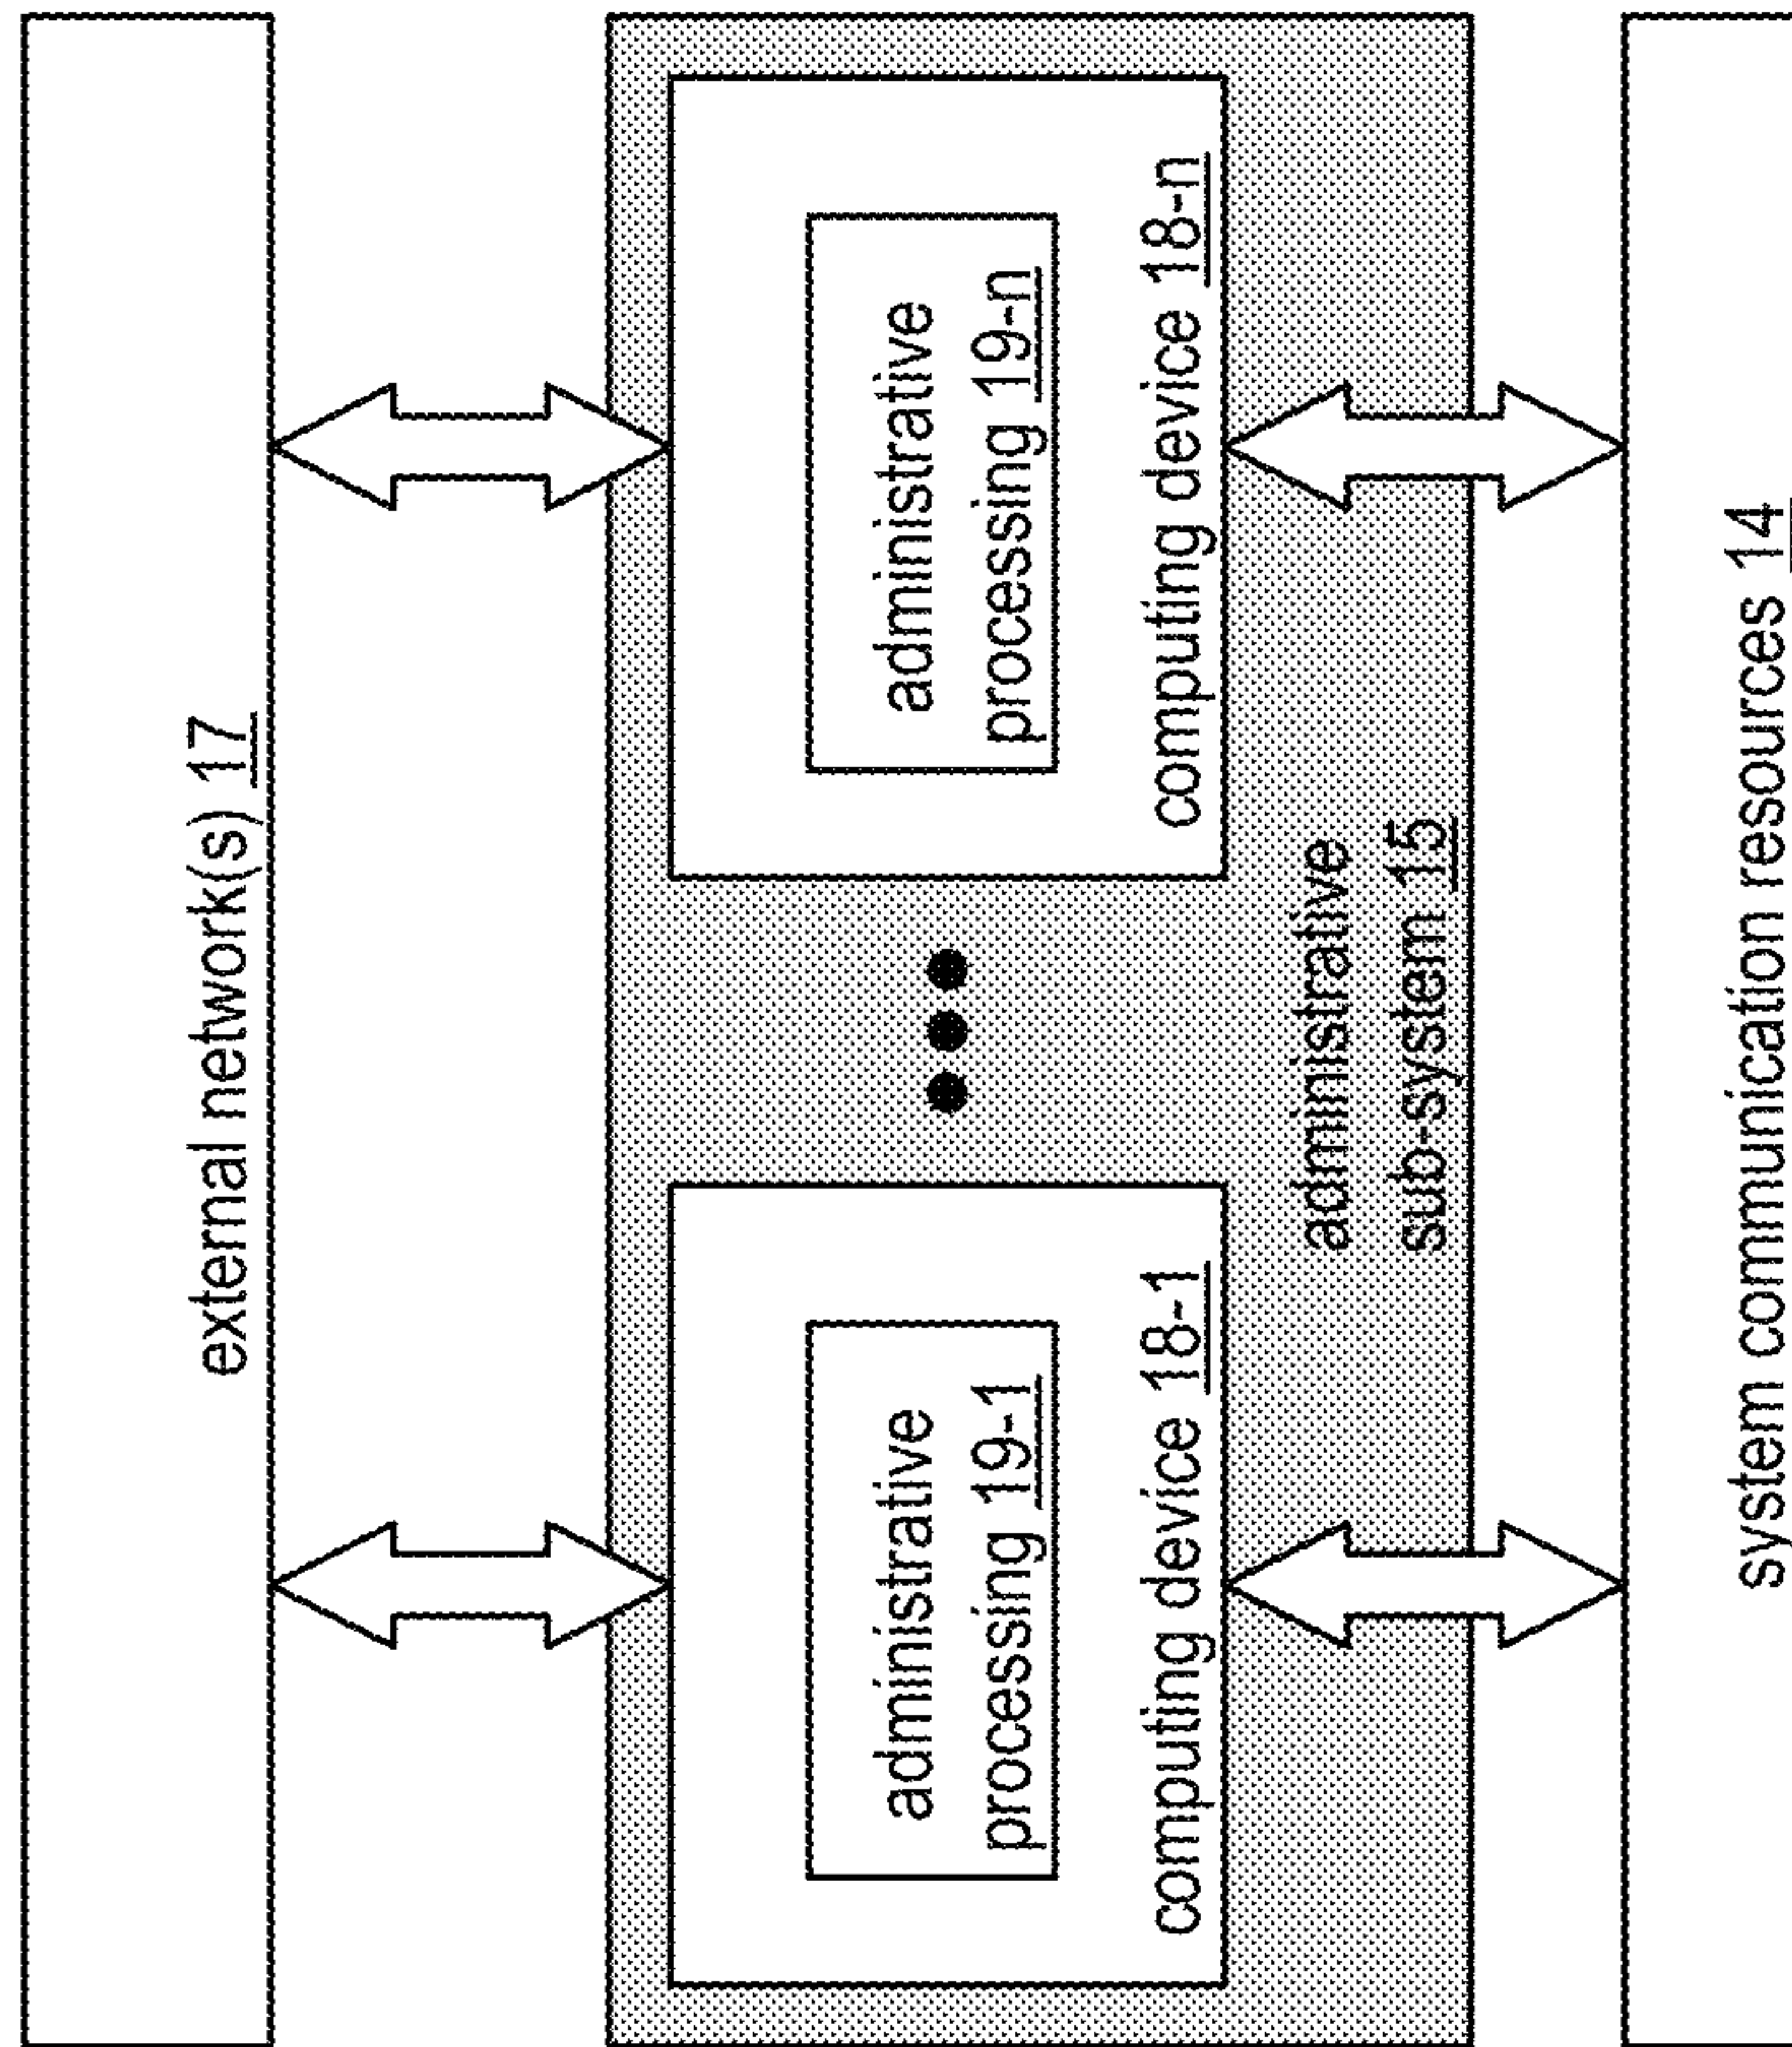 external network(s) 17
administrative
processing 19-1
computing device 18-1
administrative
processing 19-n
computing device 18-n
administrative
sub-system 15
system communication resources 14